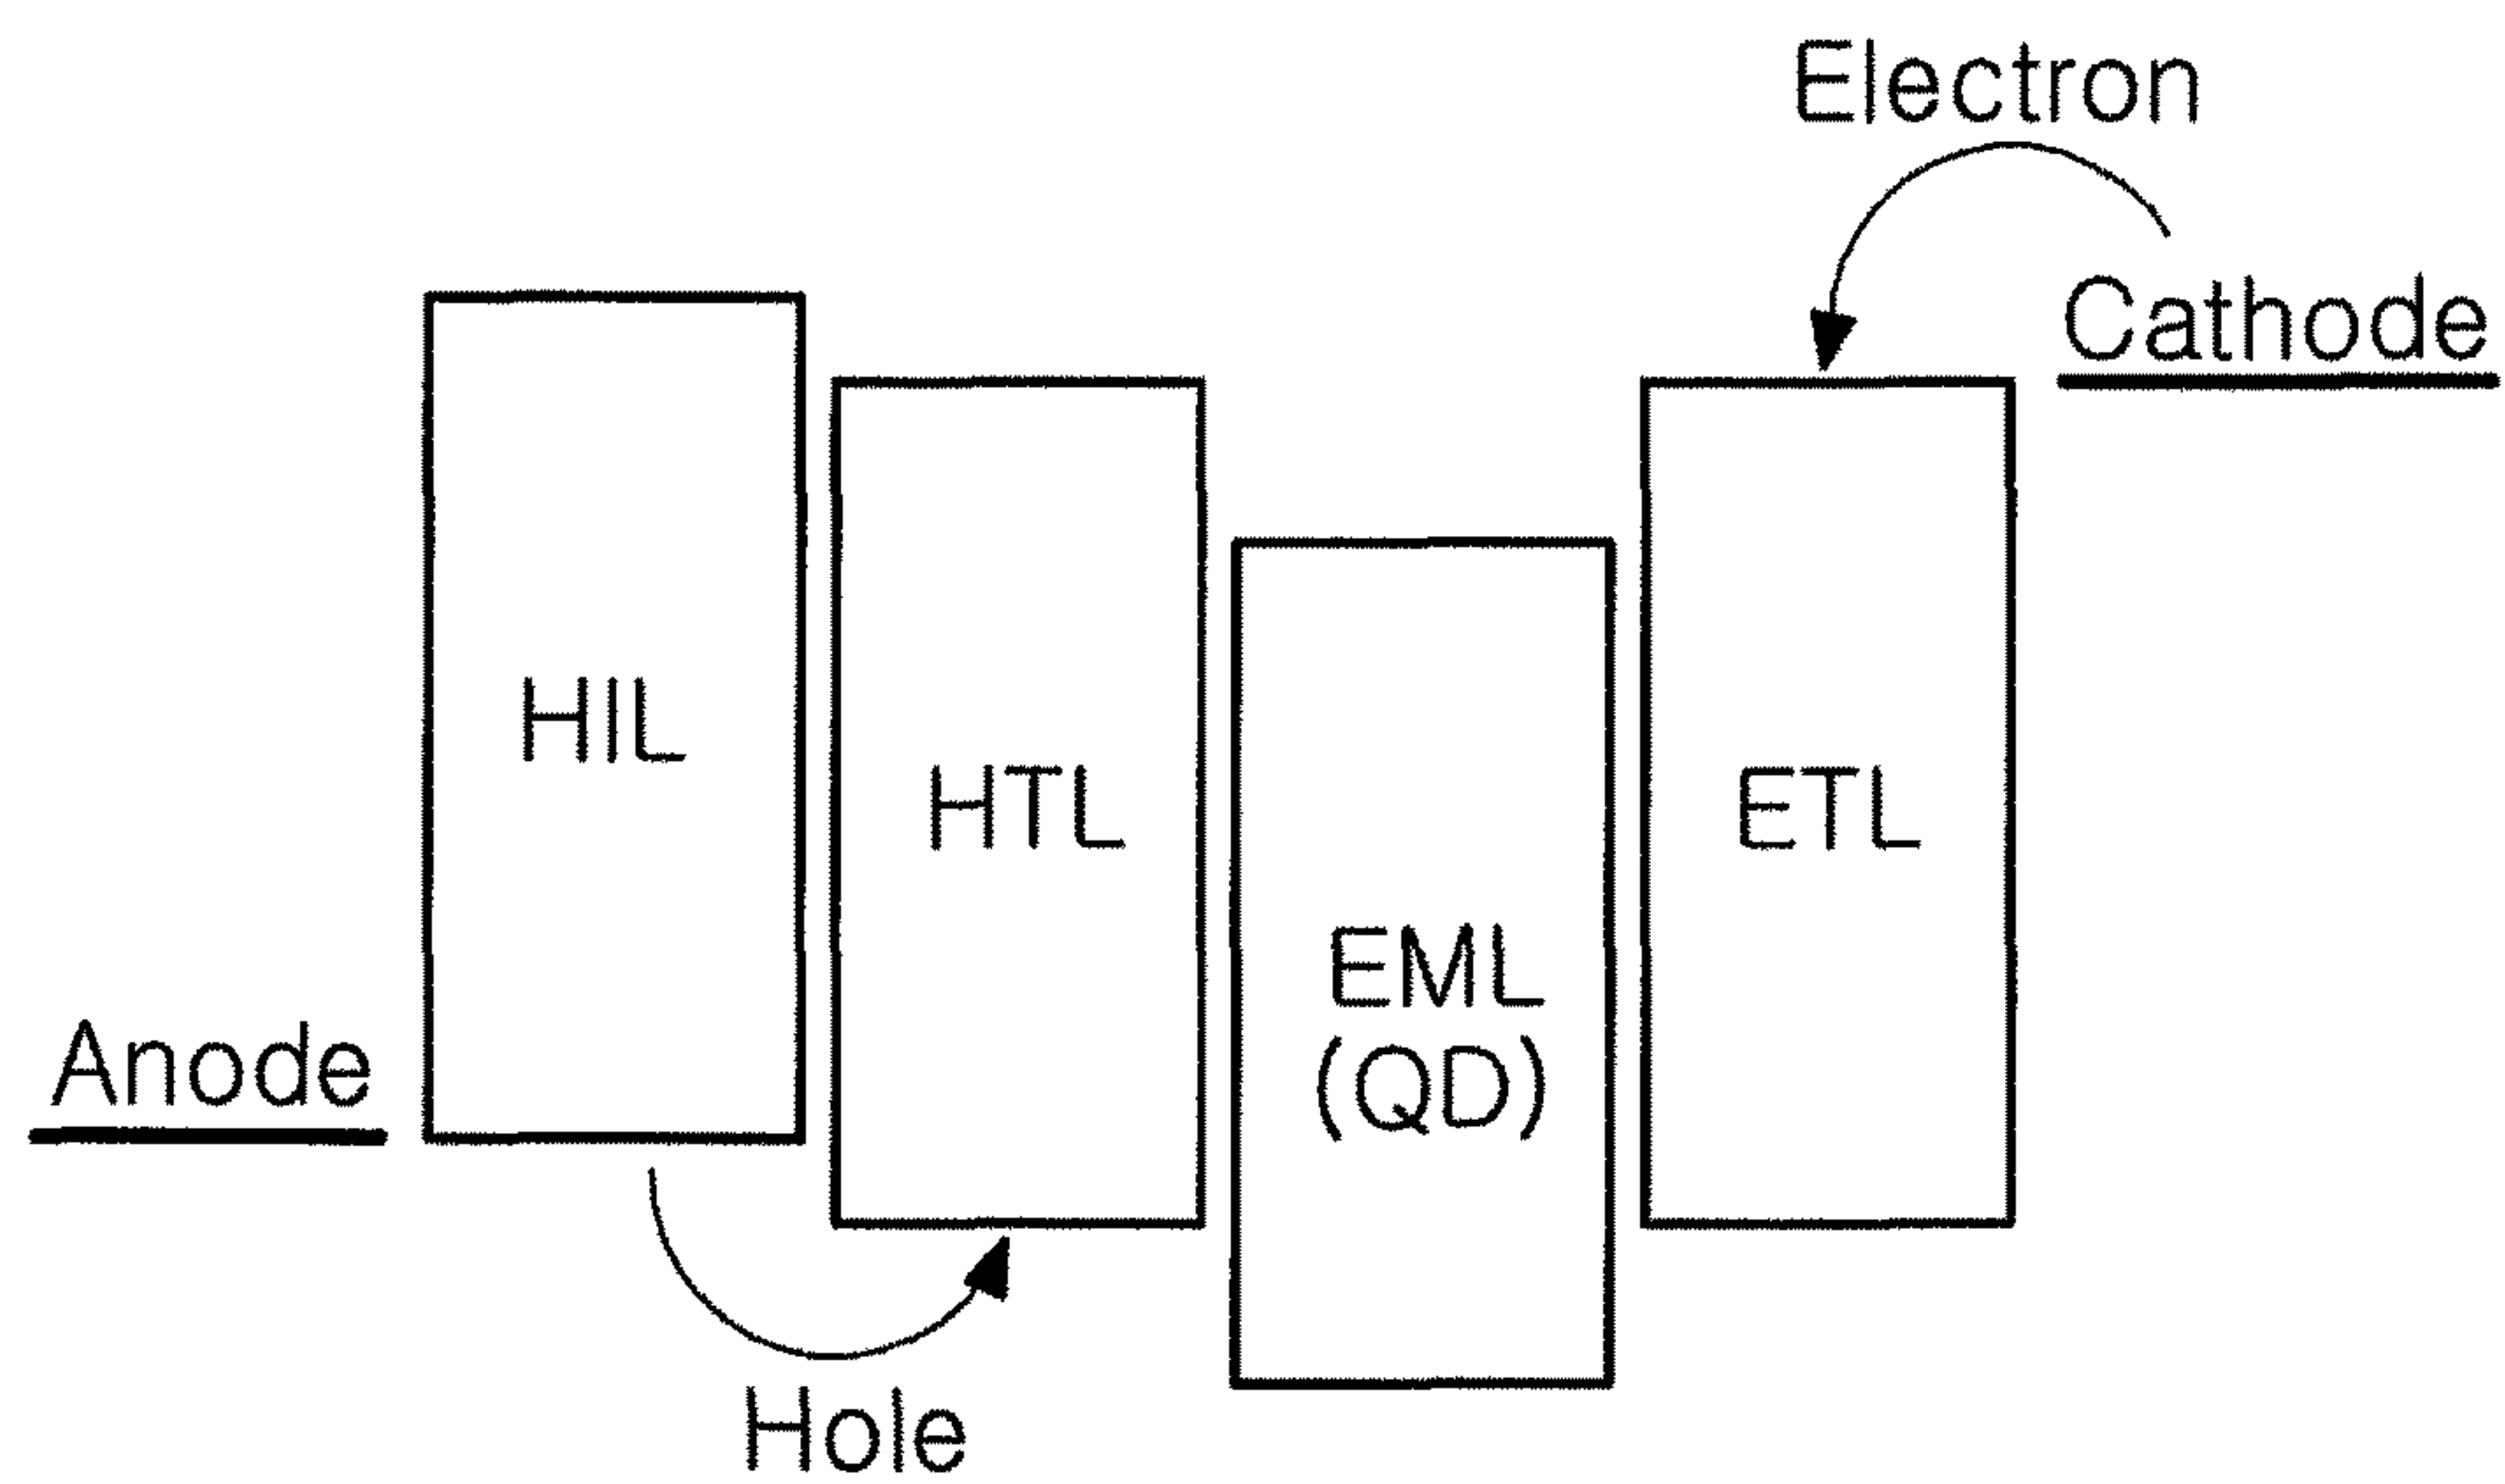 Electron
Cathode
HIL
HTL
ETL
EML
(QD)
Anode
Hole